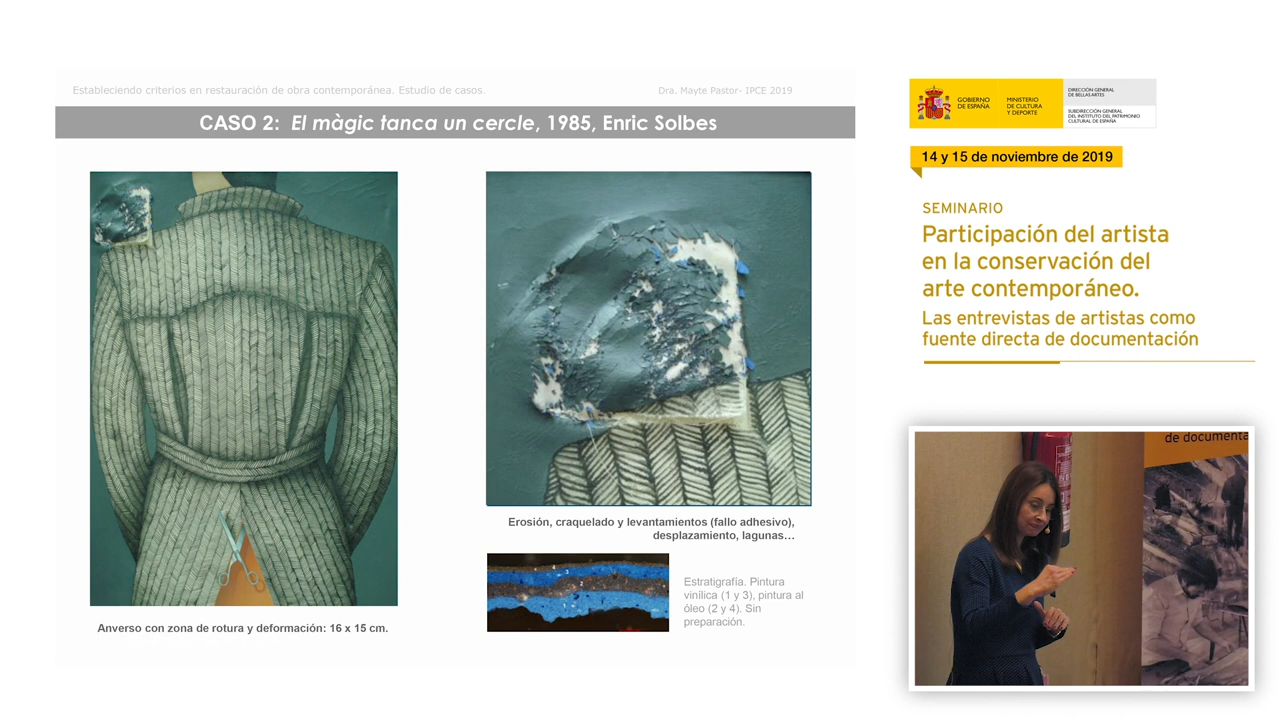 Estableciendo criterios en restauración de obra contemporánea. Estudio de casos.
Dra. Mayte Pastor- IPCE 2019
CASO 2: El màgic tanca un cercle, 1985, Enric Solbes
Anverso con zona de rotura y deformación: 16 x 15 cm.
Erosión, craquelado y levantamientos (fallo adhesivo),
desplazamiento, lagunas...
Estratigrafía. Pintura
vinílica (1 y 3), pintura al
óleo (2 y 4). Sin
preparación.
GOBIERNO
DE ESPAÑA
MINISTERIO
DE CULTURA
Y DEPORTE
DIRECCIÓN GENERAL
DE BELLAS ARTES
SUBDIRECCIÓN GENERAL
DEL INSTITUTO DEL PATRIMONIO
CULTURAL DE ESPAÑA
14 y 15 de noviembre de 2019
SEMINARIO
Participación del artista
en la conservación del
arte contemporáneo.
Las entrevistas de artistas como
fuente directa de documentación
de documenta